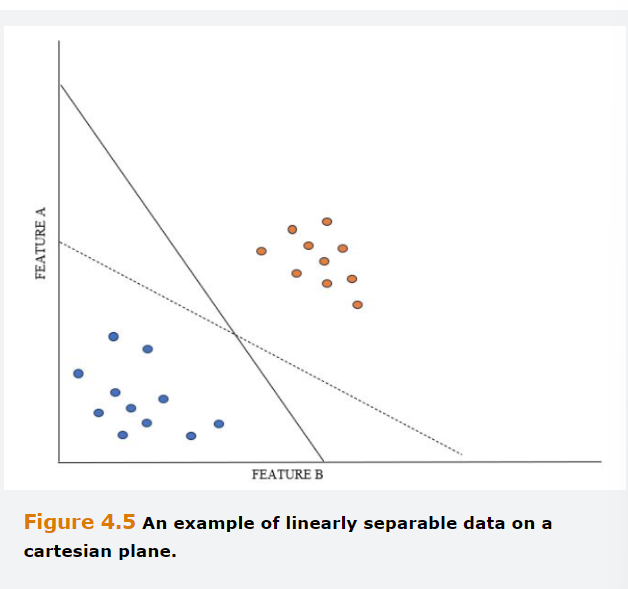 FEATURE A
FEATURE B
Figure 4.5 An example of linearly separable data on a
cartesian plane.